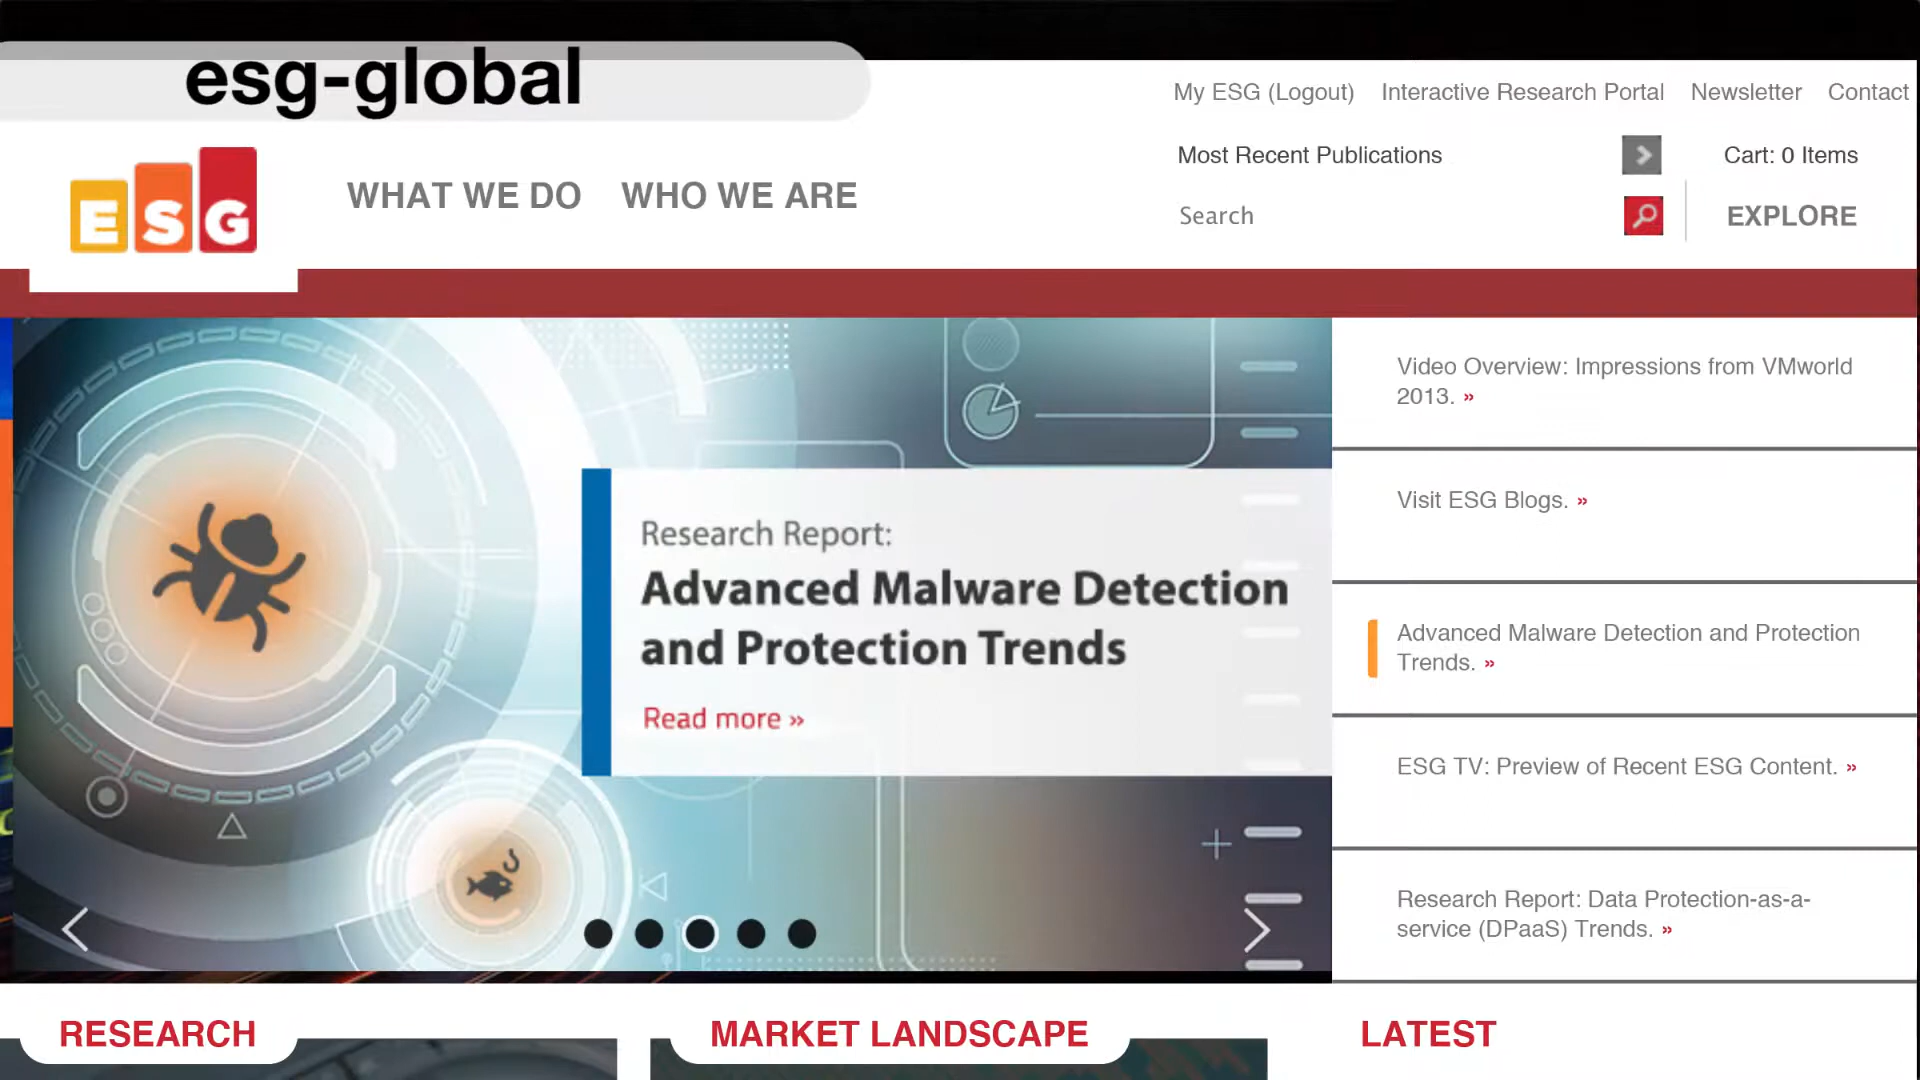 esg-global
My ESG (Logout) Interactive Research Portal Newsletter Contact
Most Recent Publications
Cart: 0 Items
ESG
WHAT WE DO WHO WE ARE
Search
EXPLORE
Video Overview: Impressions from VMworld
2013. »
Visit ESG Blogs. »
Research Report:
Advanced Malware Detection
and Protection Trends
Read more »
Advanced Malware Detection and Protection
Trends. »
ESG TV: Preview of Recent ESG Content. »
Research Report: Data Protection-as-a-
service (DPaaS) Trends. »
RESEARCH
MARKET LANDSCAPE
LATEST